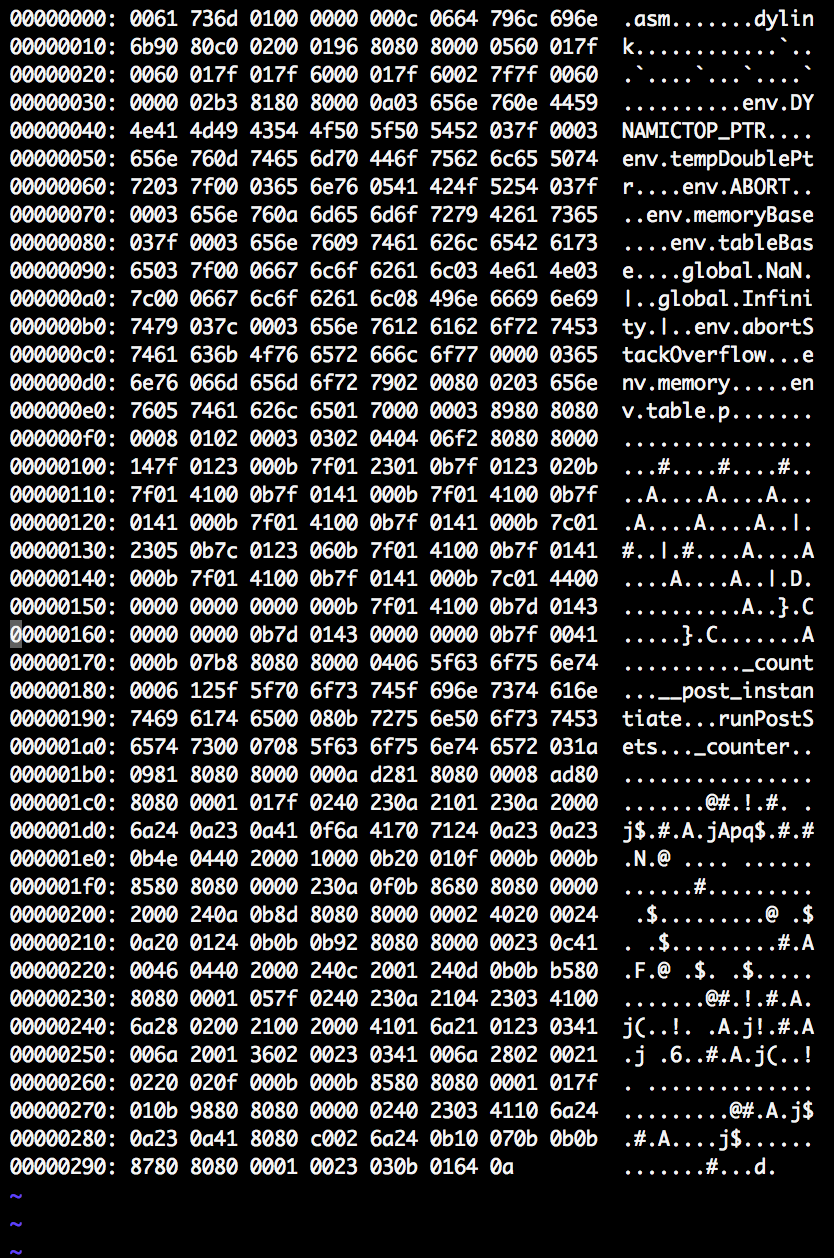 00000000: 0061 736d 0100 0000 000c 0664 796c 696e  .asm.......dylin
00000010: 6b90 80c0 0200 0196 8080 8000 0560 017f  k............`..
00000020: 0060 017f 017f 6000 017f 6002 7f7f 0060  .`....`...`....`
00000030: 0000 02b3 8180 8000 0a03 656e 760e 4459  ..........env.DY
00000040: 4e41 4d49 4354 4f50 5f50 5452 037f 0003  NAMICTOP_PTR....
00000050: 656e 760d 7465 6d70 446f 7562 6c65 5074  env.tempDoublePt
00000060: 7203 7f00 0365 6e76 0541 424f 5254 037f  r....env.ABORT..
00000070: 0003 656e 760a 6d65 6d6f 7279 4261 7365  ..env.memoryBase
00000080: 037f 0003 656e 7609 7461 626c 6542 6173  ....env.tableBas
00000090: 6503 7f00 0667 6c6f 6261 6c03 4e61 4e03  e....global.NaN.
000000a0: 7c00 0667 6c6f 6261 6c08 496e 6669 6e69  |..global.Infini
000000b0: 7479 037c 0003 656e 7612 6162 6f72 7453  ty.|..env.abortS
000000c0: 7461 636b 4f76 6572 666c 6f77 0000 0365  tackOverflow...e
000000d0: 6e76 066d 656d 6f72 7902 0080 0203 656e  nv.memory.....en
000000e0: 7605 7461 626c 6501 7000 0003 8980 8080  v.table.p.......
000000f0: 0008 0102 0003 0302 0404 06f2 8080 8000  ................
00000100: 147f 0123 000b 7f01 2301 0b7f 0123 020b  ...#....#....#..
00000110: 7f01 4100 0b7f 0141 000b 7f01 4100 0b7f  ..A....A....A...
00000120: 0141 000b 7f01 4100 0b7f 0141 000b 7c01  .A....A....A..|.
00000130: 2305 0b7c 0123 060b 7f01 4100 0b7f 0141  #..|.#....A....A
00000140: 000b 7f01 4100 0b7f 0141 000b 7c01 4400  ....A....A..|.D.
00000150: 0000 0000 0000 000b 7f01 4100 0b7d 0143  ..........A..}.C
00000160: 0000 0000 0b7d 0143 0000 0000 0b7f 0041  .....}.C.......A
00000170: 000b 07b8 8080 8000 0406 5f63 6f75 6e74  .........._count
00000180: 0006 125f 5f70 6f73 745f 696e 7374 616e  ...__post_instan
00000190: 7469 6174 6500 080b 7275 6e50 6f73 7453  tiate...runPostS
000001a0: 6574 7300 0708 5f63 6f75 6e74 6572 031a  ets..._counter..
000001b0: 0981 8080 8000 000a d281 8080 0008 ad80  ................
000001c0: 8080 0001 017f 0240 230a 2101 230a 2000  .......@#.!.#. .
000001d0: 6a24 0a23 0a41 0f6a 4170 7124 0a23 0a23  j$.#.A.jApq$.#.#
000001e0: 0b4e 0440 2000 1000 0b20 010f 000b 000b  .N.@ .... ......
000001f0: 8580 8080 0000 230a 0f0b 8680 8080 0000  ......#.........
00000200: 2000 240a 0b8d 8080 8000 0002 4020 0024   .$.........@ .$
00000210: 0a20 0124 0b0b 0b92 8080 8000 0023 0c41  . .$.........#.A
00000220: 0046 0440 2000 240c 2001 240d 0b0b b580  .F.@ .$. .$.....
00000230: 8080 0001 057f 0240 230a 2104 2303 4100  .......@#.!.#.A.
00000240: 6a28 0200 2100 2000 4101 6a21 0123 0341  j(..!. .A.j!.#.A
00000250: 006a 2001 3602 0023 0341 006a 2802 0021  .j .6..#.A.j(..!
00000260: 0220 020f 000b 000b 8580 8080 0001 017f  . ..............
00000270: 010b 9880 8080 0000 0240 2303 4110 6a24  .........@#.A.j$
00000280: 0a23 0a41 8080 c002 6a24 0b10 070b 0b0b  .#.A....j$......
00000290: 8780 8080 0001 0023 030b 0164 0a  .......#...d.
~
~
~